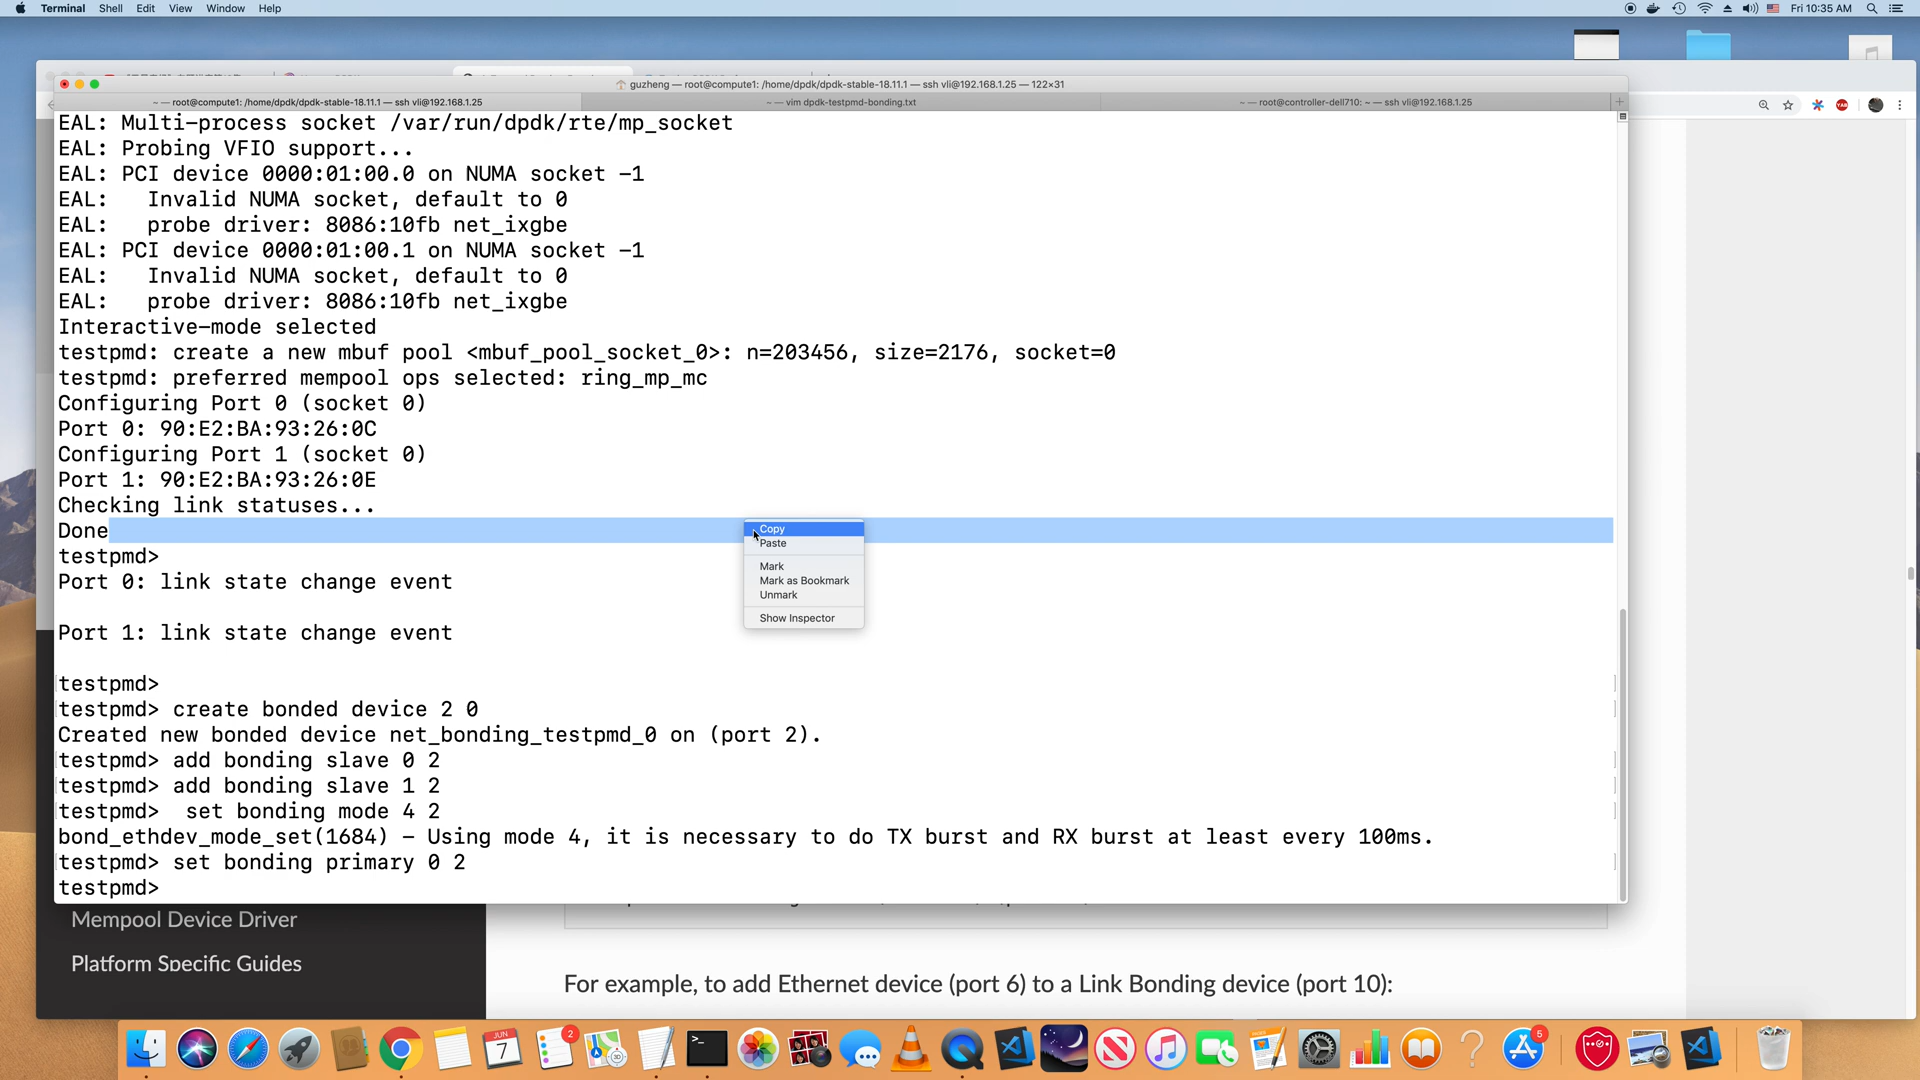 Terminal Shell Edit View Window Help
Fri 10:35 AM
guzheng — root@compute1: /home/dpdk/dpdk-stable-18.11.1 — ssh vli@192.168.1.25 — 122×31
~ — root@compute1: /home/dpdk/dpdk-stable-18.11.1 — ssh vli@192.168.1.25
~ — vim dpdk-testpmd-bonding.txt
~ — root@controller-dell710: ~ — ssh vli@192.168.1.25
EAL: Multi-process socket /var/run/dpdk/rte/mp_socket
EAL: Probing VFIO support...
EAL: PCI device 0000:01:00.0 on NUMA socket -1
EAL:   Invalid NUMA socket, default to 0
EAL:   probe driver: 8086:10fb net_ixgbe
EAL: PCI device 0000:01:00.1 on NUMA socket -1
EAL:   Invalid NUMA socket, default to 0
EAL:   probe driver: 8086:10fb net_ixgbe
Interactive-mode selected
testpmd: create a new mbuf pool <mbuf_pool_socket_0>: n=203456, size=2176, socket=0
testpmd: preferred mempool ops selected: ring_mp_mc
Configuring Port 0 (socket 0)
Port 0: 90:E2:BA:93:26:0C
Configuring Port 1 (socket 0)
Port 1: 90:E2:BA:93:26:0E
Checking link statuses...
Done
testpmd>
Port 0: link state change event
Port 1: link state change event
testpmd>
testpmd> create bonded device 2 0
Created new bonded device net_bonding_testpmd_0 on (port 2).
testpmd> add bonding slave 0 2
testpmd> add bonding slave 1 2
testpmd>  set bonding mode 4 2
bond_ethdev_mode_set(1684) - Using mode 4, it is necessary to do TX burst and RX burst at least every 100ms.
testpmd> set bonding primary 0 2
testpmd>
Copy
Paste
Mark
Mark as Bookmark
Unmark
Show Inspector
Mempool Device Driver
Platform Specific Guides
For example, to add Ethernet device (port 6) to a Link Bonding device (port 10):
JUN
7
2
3D
>_
5